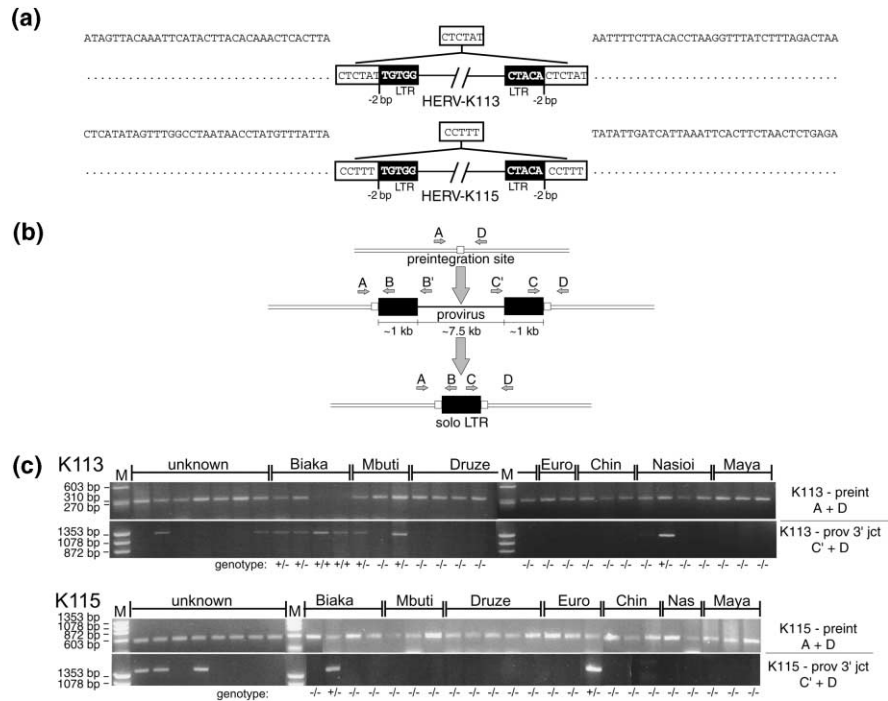 (a)
ATAGTTACAAATTCATACTTACACAAACTCACTTA CTCTAT AATTTTCTTACACCTAAGGTTTATCTTTAGACTAA
CTCTAT TGTGG CTACA CTCTAT
LTR LTR
-2 bp HERV-K113 -2 bp
CTCATATAGTTTGGCCTAATAACCTATGTTTATTA CCTTT TATATTGATCATTAAATTCACTTCTAACTCTGAGA
CCTTT TGTGG CTACA CCTTT
LTR LTR
-2 bp HERV-K115 -2 bp
(b)
A D
preintegration site
A B B' C' C D
provirus
~1 kb ~7.5 kb ~1 kb
A B C D
solo LTR
(c)
K113 M unknown Biaka Mbuti Druze M Euro Chin Nasioi Maya
603 bp
310 bp
270 bp
K113 - preint
A + D
1353 bp
1078 bp
872 bp
K113 - prov 3' jct
C' + D
genotype: +/- +/- +/+ +/+ +/- -/- +/- -/- -/- -/- -/- -/- -/- -/- -/- -/- -/- -/- +/- -/- -/- -/- -/- -/-
K115 M unknown M Biaka Mbuti Druze Euro Chin Nas Maya
1353 bp
1078 bp
872 bp
603 bp
K115 - preint
A + D
1353 bp
1078 bp
K115 - prov 3' jct
C' + D
genotype: -/- +/- -/- -/- -/- -/- -/- -/- -/- -/- -/- -/- -/- -/- +/- -/- -/- -/- -/- -/- -/- -/- -/-